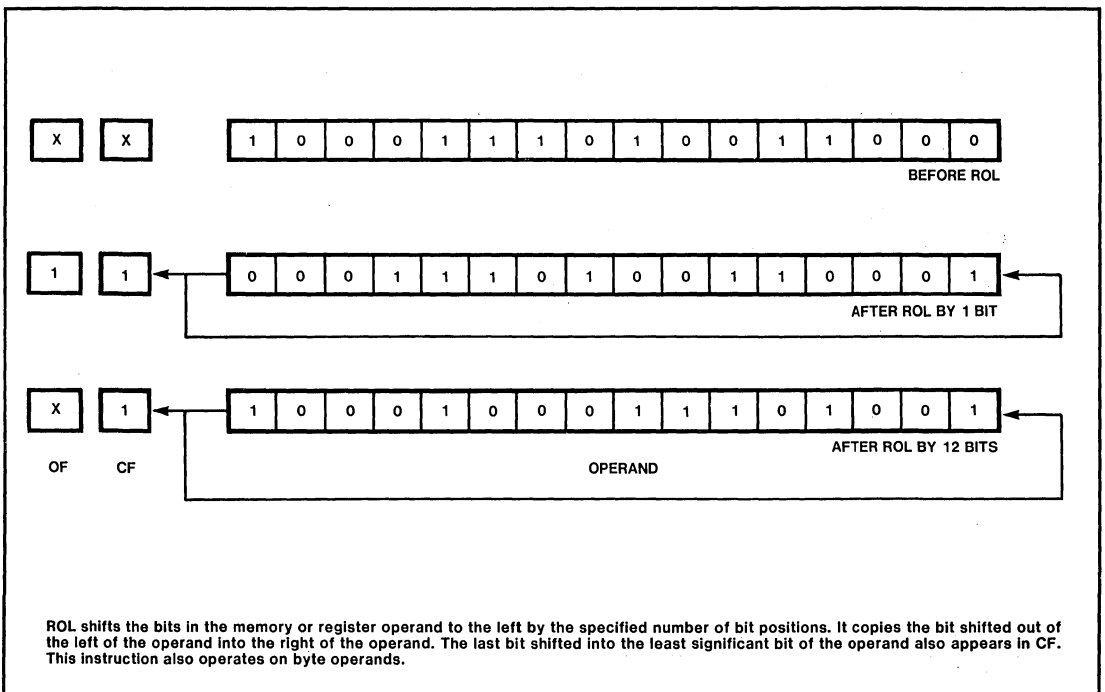 X X 1 0 0 0 1 1 1 0 1 0 0 1 1 0 0 0
BEFORE ROL
1 1 0 0 0 1 1 1 0 1 0 0 1 1 0 0 0 1
AFTER ROL BY 1 BIT
X 1 1 0 0 0 1 0 0 0 1 1 1 0 1 0 0 1
AFTER ROL BY 12 BITS
OF CF OPERAND
ROL shifts the bits in the memory or register operand to the left by the specified number of bit positions. It copies the bit shifted out of
the left of the operand into the right of the operand. The last bit shifted into the least significant bit of the operand also appears in CF.
This instruction also operates on byte operands.